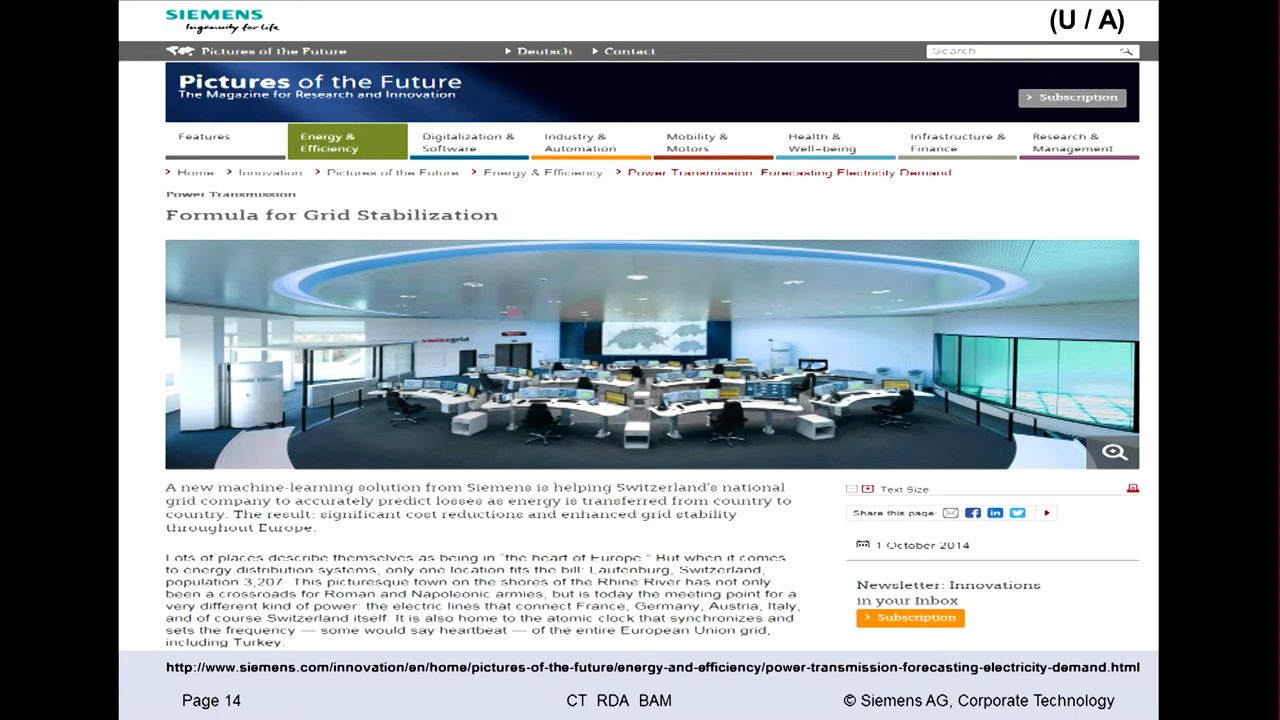 SIEMENS
Ingenuity for life
(U / A)
Pictures of the Future
Deutsch
Contact
Search
Pictures of the Future
The Magazine for Research and Innovation
Subscription
Features
Energy &
Efficiency
Digitalization &
Software
Industry &
Automation
Mobility &
Motors
Health &
Well-being
Infrastructure &
Finance
Research &
Management
Home > Innovation > Pictures of the Future > Energy & Efficiency > Power Transmission: Forecasting Electricity Demand
Power Transmission
Formula for Grid Stabilization
swissgrid
A new machine-learning solution from Siemens is helping Switzerland's national
grid company to accurately predict losses as energy is transferred from country to
country. The result: significant cost reductions and enhanced grid stability
throughout Europe.
Lots of places describe themselves as being in "the heart of Europe." But when it comes
to energy distribution systems, only one location fits the bill: Laufenburg, Switzerland,
population 3,207. This picturesque town on the shores of the Rhine River has not only
been a crossroads for Roman and Napoleonic armies, but is today the meeting point for a
very different kind of power: the electric lines that connect France, Germany, Austria, Italy,
and of course Switzerland itself. It is also home to the atomic clock that synchronizes and
sets the frequency — some would say heartbeat — of the entire European Union grid,
including Turkey.
Text Size
Share this page:
1 October 2014
Newsletter: Innovations
in your Inbox
Subscription
http://www.siemens.com/innovation/en/home/pictures-of-the-future/energy-and-efficiency/power-transmission-forecasting-electricity-demand.html
Page 14
CT RDA BAM
© Siemens AG, Corporate Technology